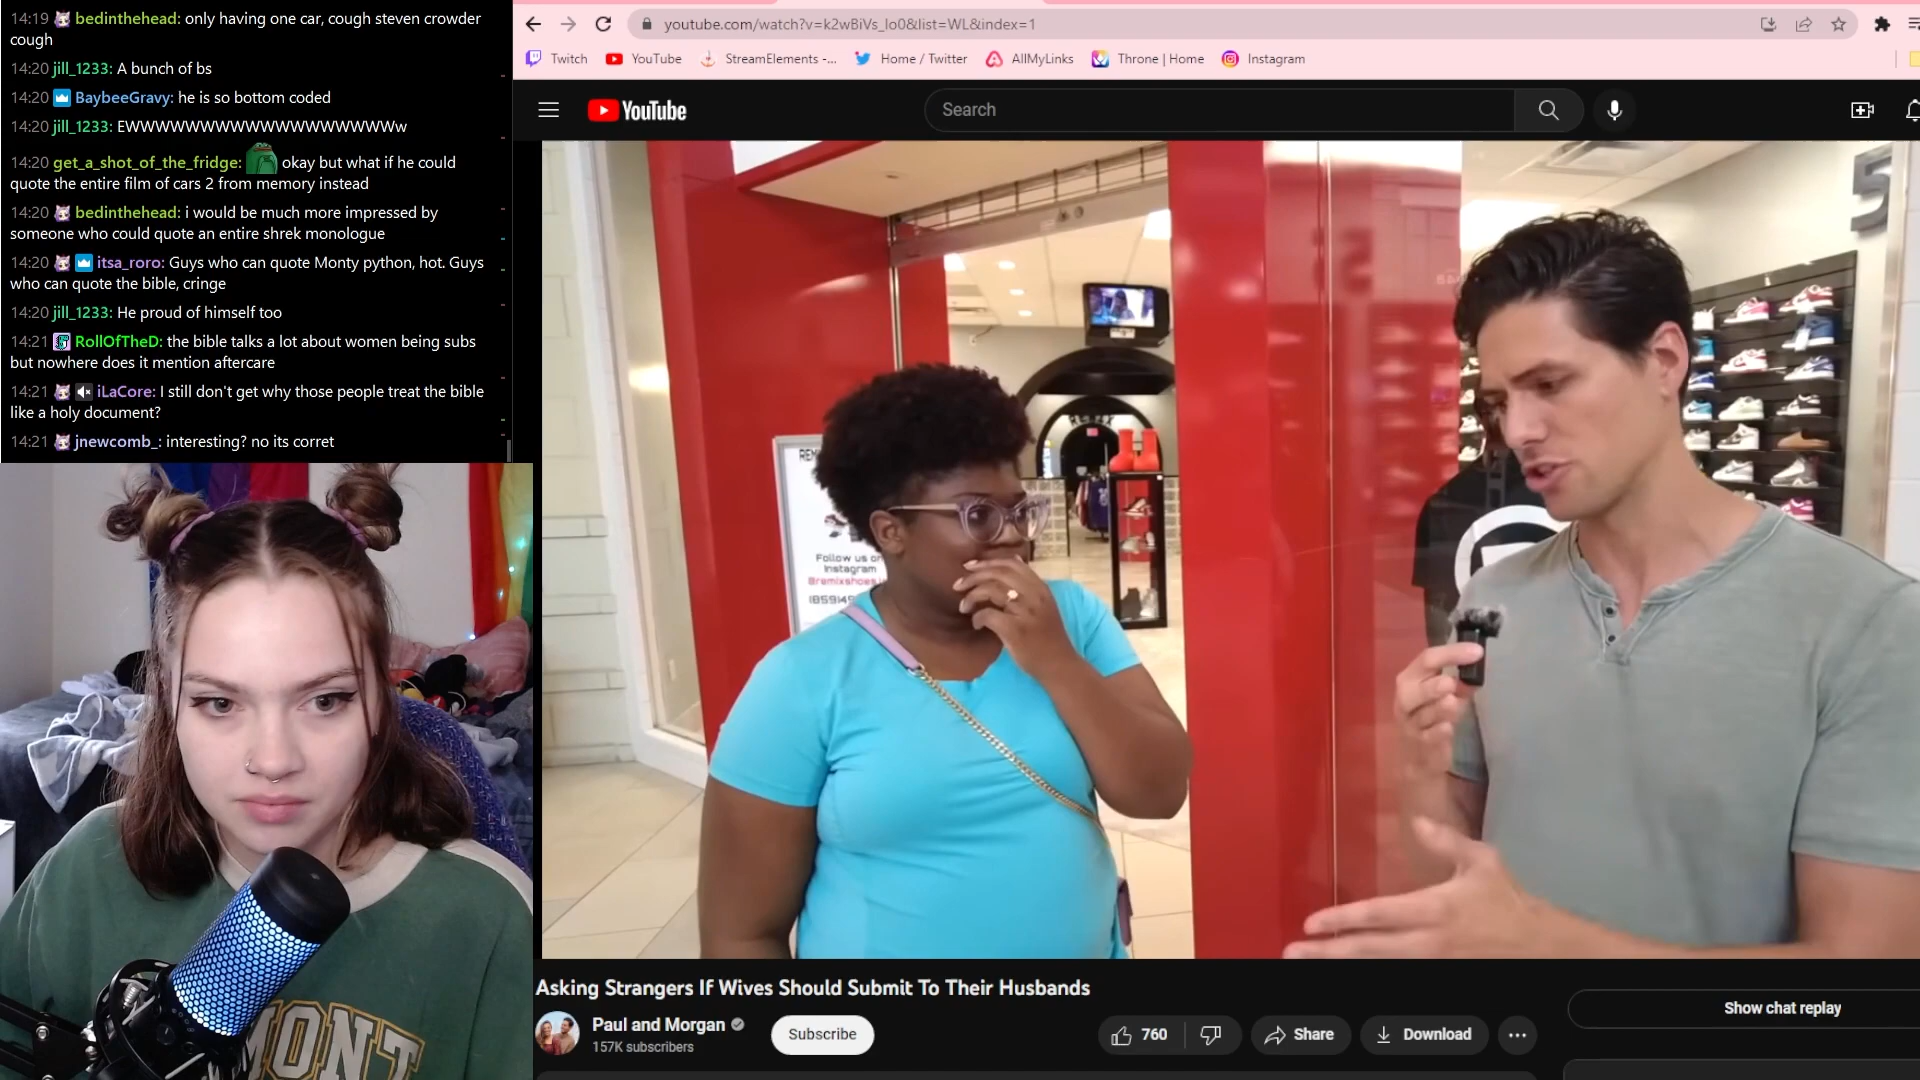 14:19 bedinthehead: only having one car, cough steven crowder
cough
14:20 jill_1233: A bunch of bs
14:20 BaybeeGravy: he is so bottom coded
14:20 jill_1233: EWWWWWWWWWWWWWWWWWWw
14:20 get_a_shot_of_the_fridge: okay but what if he could
quote the entire film of cars 2 from memory instead
14:20 bedinthehead: i would be much more impressed by
someone who could quote an entire shrek monologue
14:20 itsa_roro: Guys who can quote Monty python, hot. Guys
who can quote the bible, cringe
14:20 jill_1233: He proud of himself too
14:21 RollOfTheD: the bible talks a lot about women being subs
but nowhere does it mention aftercare
14:21 iLaCore: I still don't get why those people treat the bible
like a holy document?
14:21 jnewcomb_: interesting? no its corret
youtube.com/watch?v=k2wBiVs_lo0&list=WL&index=1
Twitch YouTube StreamElements -... Home / Twitter AllMyLinks Throne | Home Instagram
YouTube
Search
5
Follow us on
Instagram
MONT
Asking Strangers If Wives Should Submit To Their Husbands
Paul and Morgan
157K subscribers
Subscribe
760
Share
Download
Show chat replay